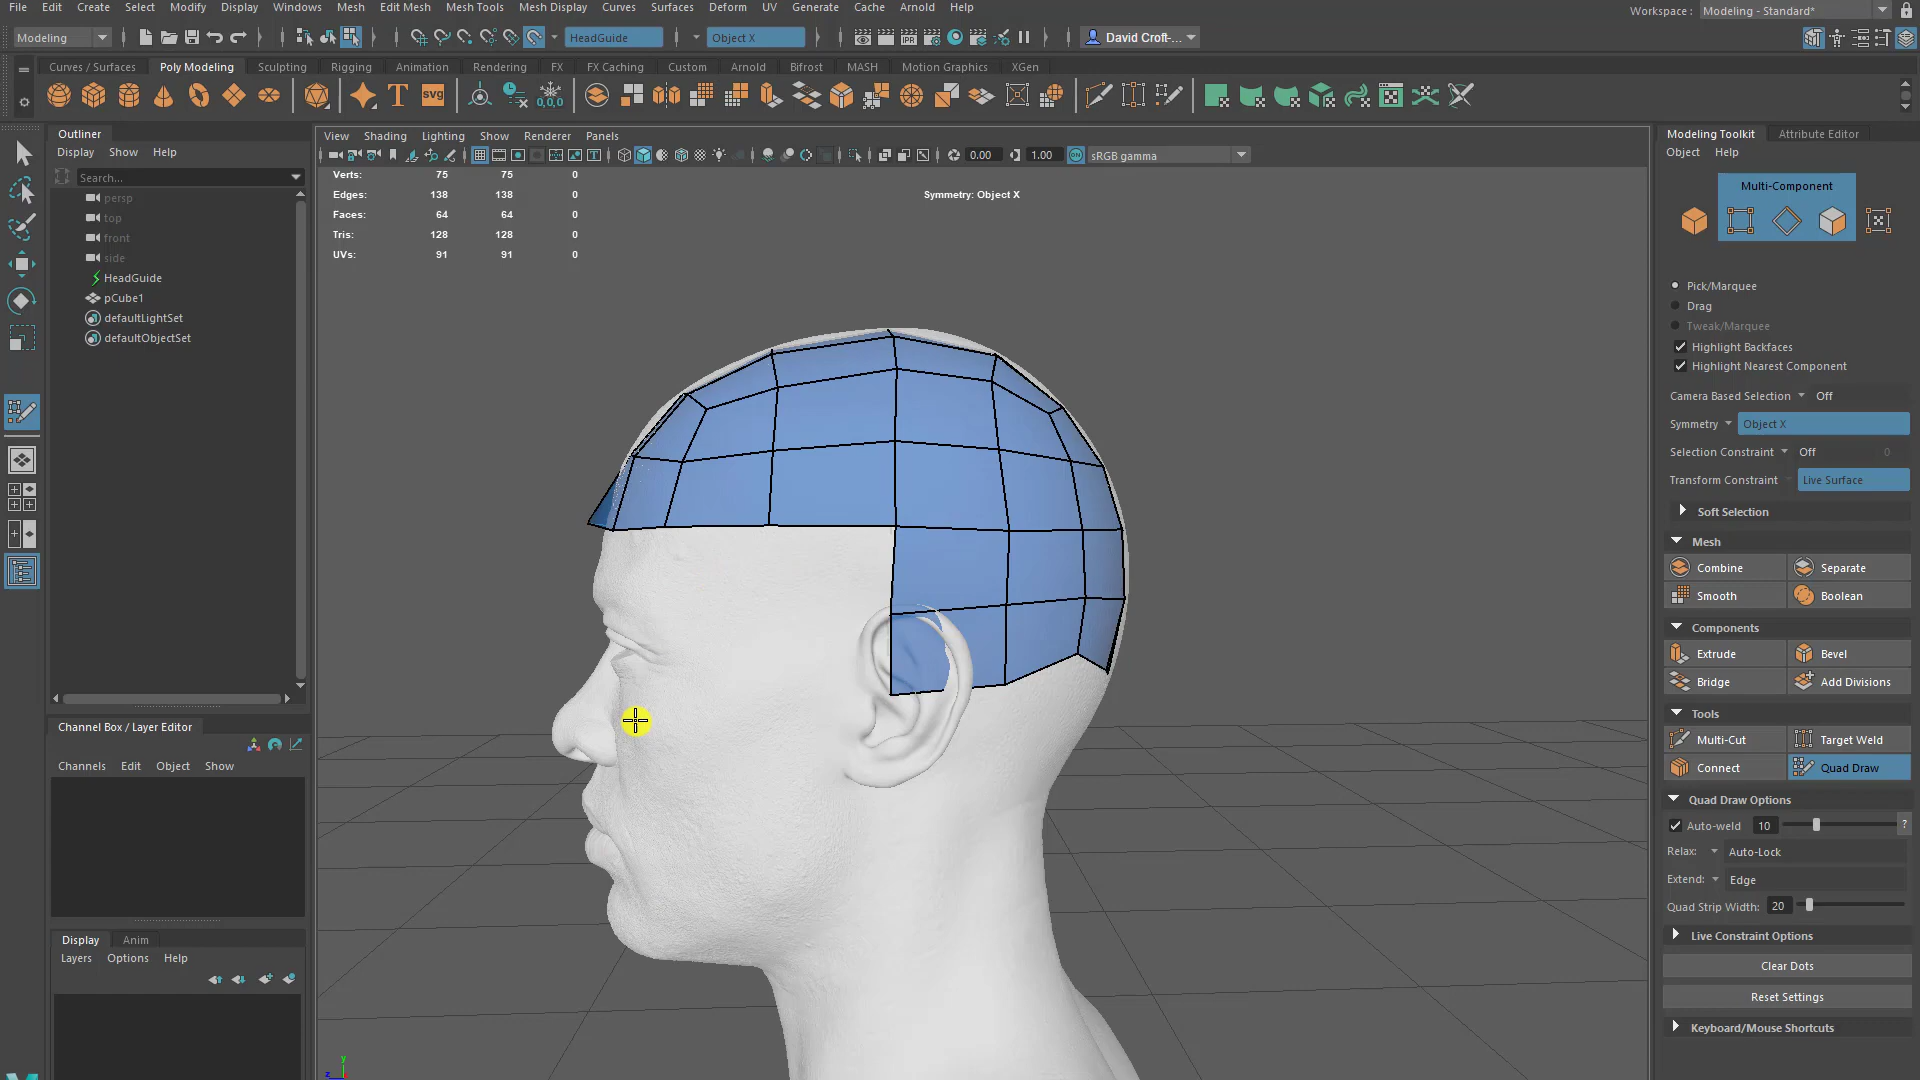 File Edit Create Select Modify Display Windows Mesh Edit Mesh Mesh Tools Mesh Display Curves Surfaces Deform UV Generate Cache Arnold Help
Workspace : Modeling - Standard*
Modeling HeadGuide Object X David Croft-...
Curves / Surfaces Poly Modeling Sculpting Rigging Animation Rendering FX FX Caching Custom Arnold Bifrost MASH Motion Graphics XGen
SVG
0,0,0
Outliner
Display Show Help
Search...
persp
top
front
side
HeadGuide
pCube1
defaultLightSet
defaultObjectSet
Channel Box / Layer Editor
Channels Edit Object Show
Display Anim
Layers Options Help
View Shading Lighting Show Renderer Panels
0.00 1.00 ON sRGB gamma
Verts: 75 75 0
Edges: 138 138 0
Faces: 64 64 0
Tris: 128 128 0
UVs: 91 91 0
Symmetry: Object X
y
z
Modeling Toolkit Attribute Editor
Object Help
Multi-Component
Pick/Marquee
Drag
Tweak/Marquee
Highlight Backfaces
Highlight Nearest Component
Camera Based Selection Off
Symmetry Object X
Selection Constraint Off 0
Transform Constraint Live Surface
Soft Selection
Mesh
Combine Separate
Smooth Boolean
Components
Extrude Bevel
Bridge Add Divisions
Tools
Multi-Cut Target Weld
Connect Quad Draw
Quad Draw Options
Auto-weld 10 ?
Relax: Auto-Lock
Extend: Edge
Quad Strip Width: 20
Live Constraint Options
Clear Dots
Reset Settings
Keyboard/Mouse Shortcuts